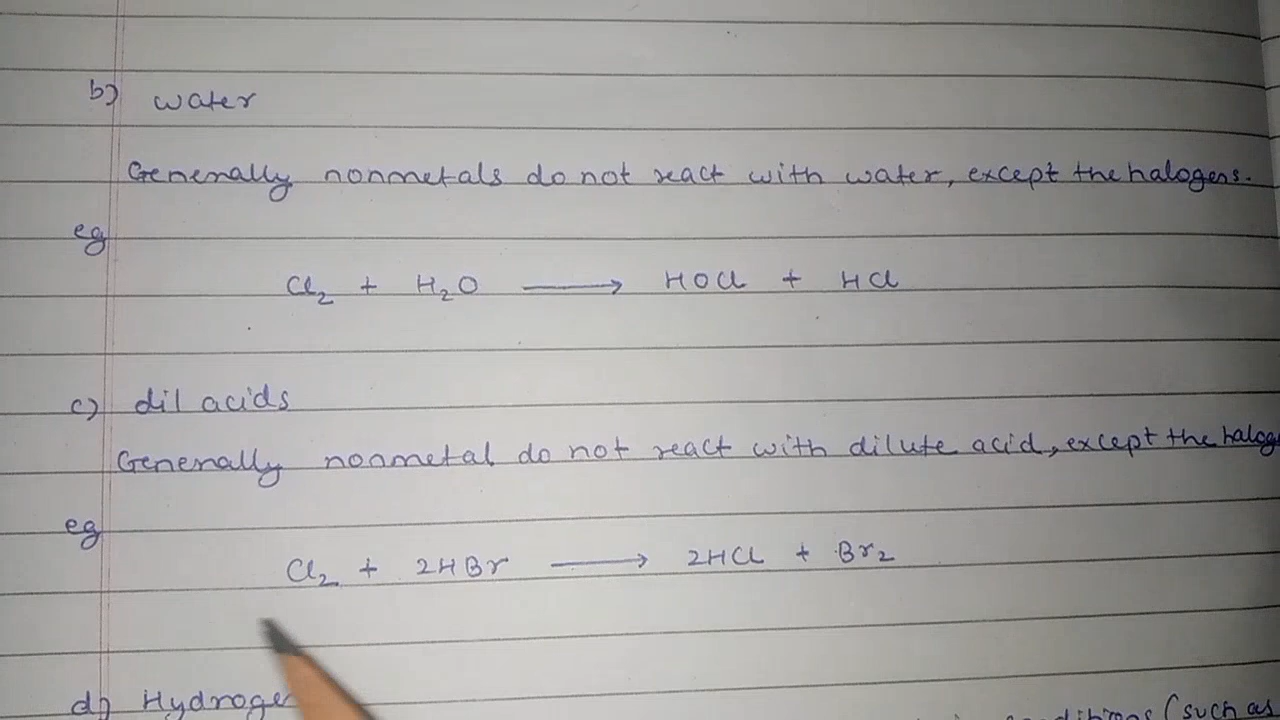 b) water
Generally nonmetals do not react with water, except the halogens.
eg
Cl₂ + H₂O ⟶ HOCl + HCl
c) dil acids
Generally nonmetal do not react with dilute acid, except the
eg
Cl₂ + 2HBr ⟶ 2HCl + Br₂
d) (such as